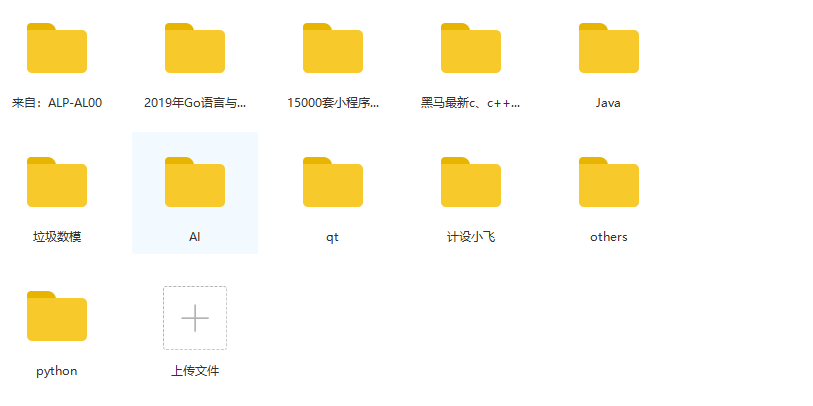 来自：ALP-AL00
2019年Go语言与...
15000套小程序...
黑马最新c、c++...
Java
垃圾数模
AI
qt
计设小飞
others
python
上传文件